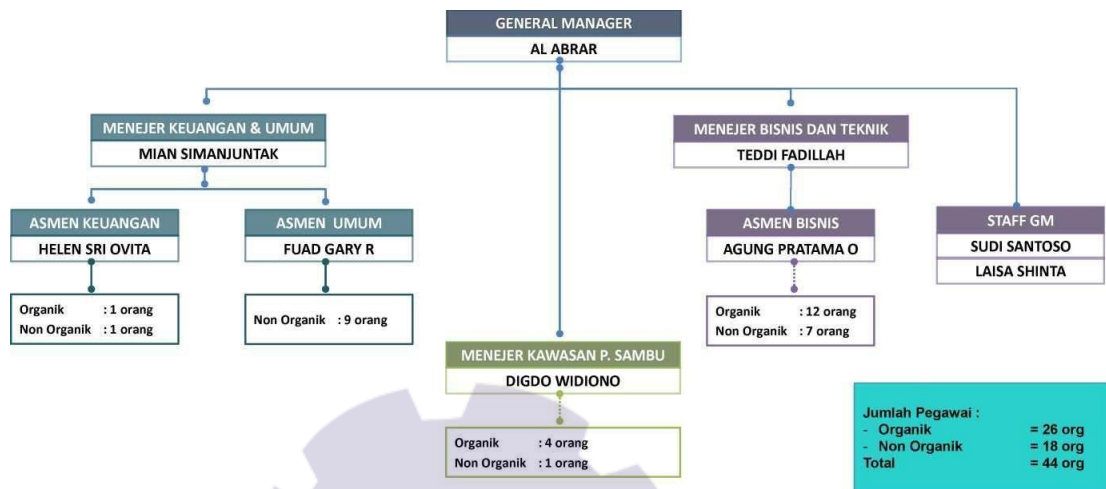 GENERAL MANAGER
AL ABRAR
MENEJER KEUANGAN & UMUM
MIAN SIMANJUNTAK
MENEJER BISNIS DAN TEKNIK
TEDDI FADILLAH
ASMEN KEUANGAN
HELEN SRI OVITA
ASMEN UMUM
FUAD GARY R
ASMEN BISNIS
AGUNG PRATAMA O
STAFF GM
SUDI SANTOSO
LAISA SHINTA
Organik : 1 orang
Non Organik : 1 orang
Non Organik : 9 orang
Organik : 12 orang
Non Organik : 7 orang
MENEJER KAWASAN P. SAMBU
DIGDO WIDIONO
Organik : 4 orang
Non Organik : 1 orang
Jumlah Pegawai :
- Organik = 26 org
- Non Organik = 18 org
Total = 44 org